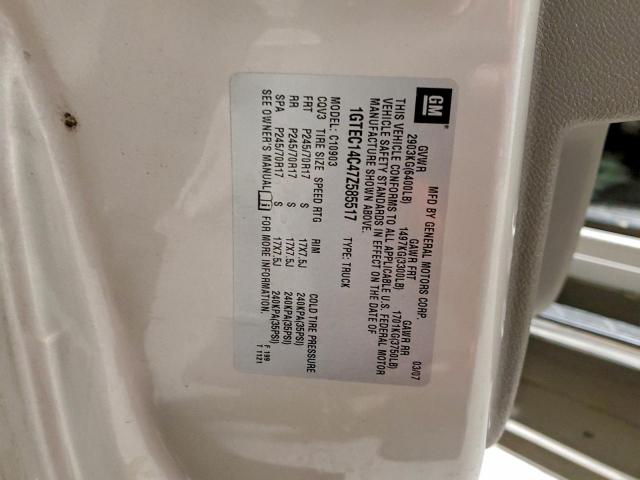 GM® MFD BY GENERAL MOTORS CORP. 03/07
GVWR GAWR FRT GAWR RR
2903KG(6400LB) 1497KG(3300LB) 1701KG(3750LB)
THIS VEHICLE CONFORMS TO ALL APPLICABLE U.S. FEDERAL MOTOR
VEHICLE SAFETY STANDARDS IN EFFECT ON THE DATE OF
MANUFACTURE SHOWN ABOVE.
1GTEC14C47Z585517 TYPE: TRUCK
MODEL: C10903
CQV3 TIRE SIZE SPEED RTG RIM COLD TIRE PRESSURE
FRT P245/70R17 S 17X7.5J 240KPA(35PSI)
RR P245/70R17 S 17X7.5J 240KPA(35PSI)
SPA P245/70R17 S 17X7.5J 240KPA(35PSI)
SEE OWNER'S MANUAL FOR MORE INFORMATION. F 199
T 1121